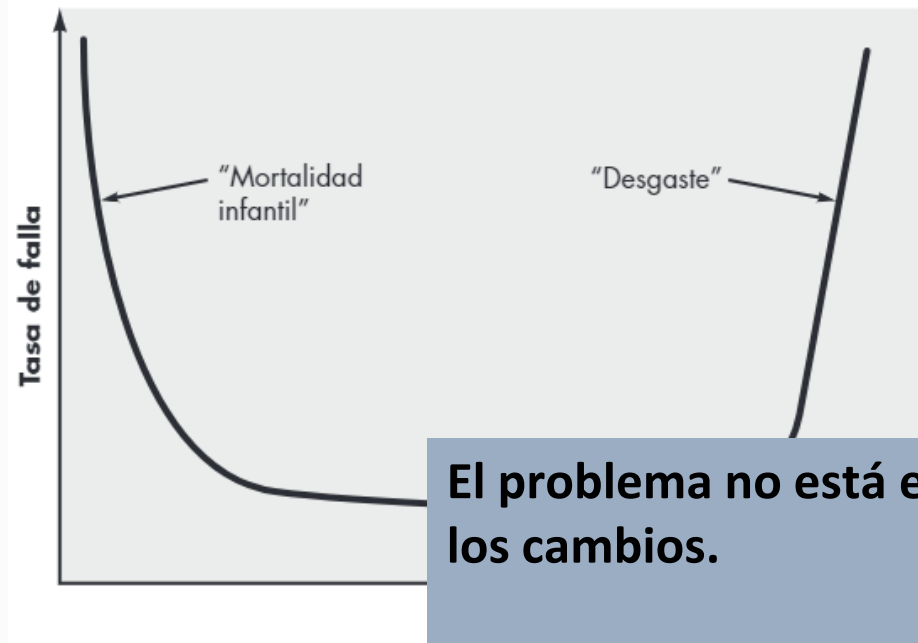 "Mortalidad
infantil"
"Desgaste"
Tasa de falla
El problema no está
los cambios.